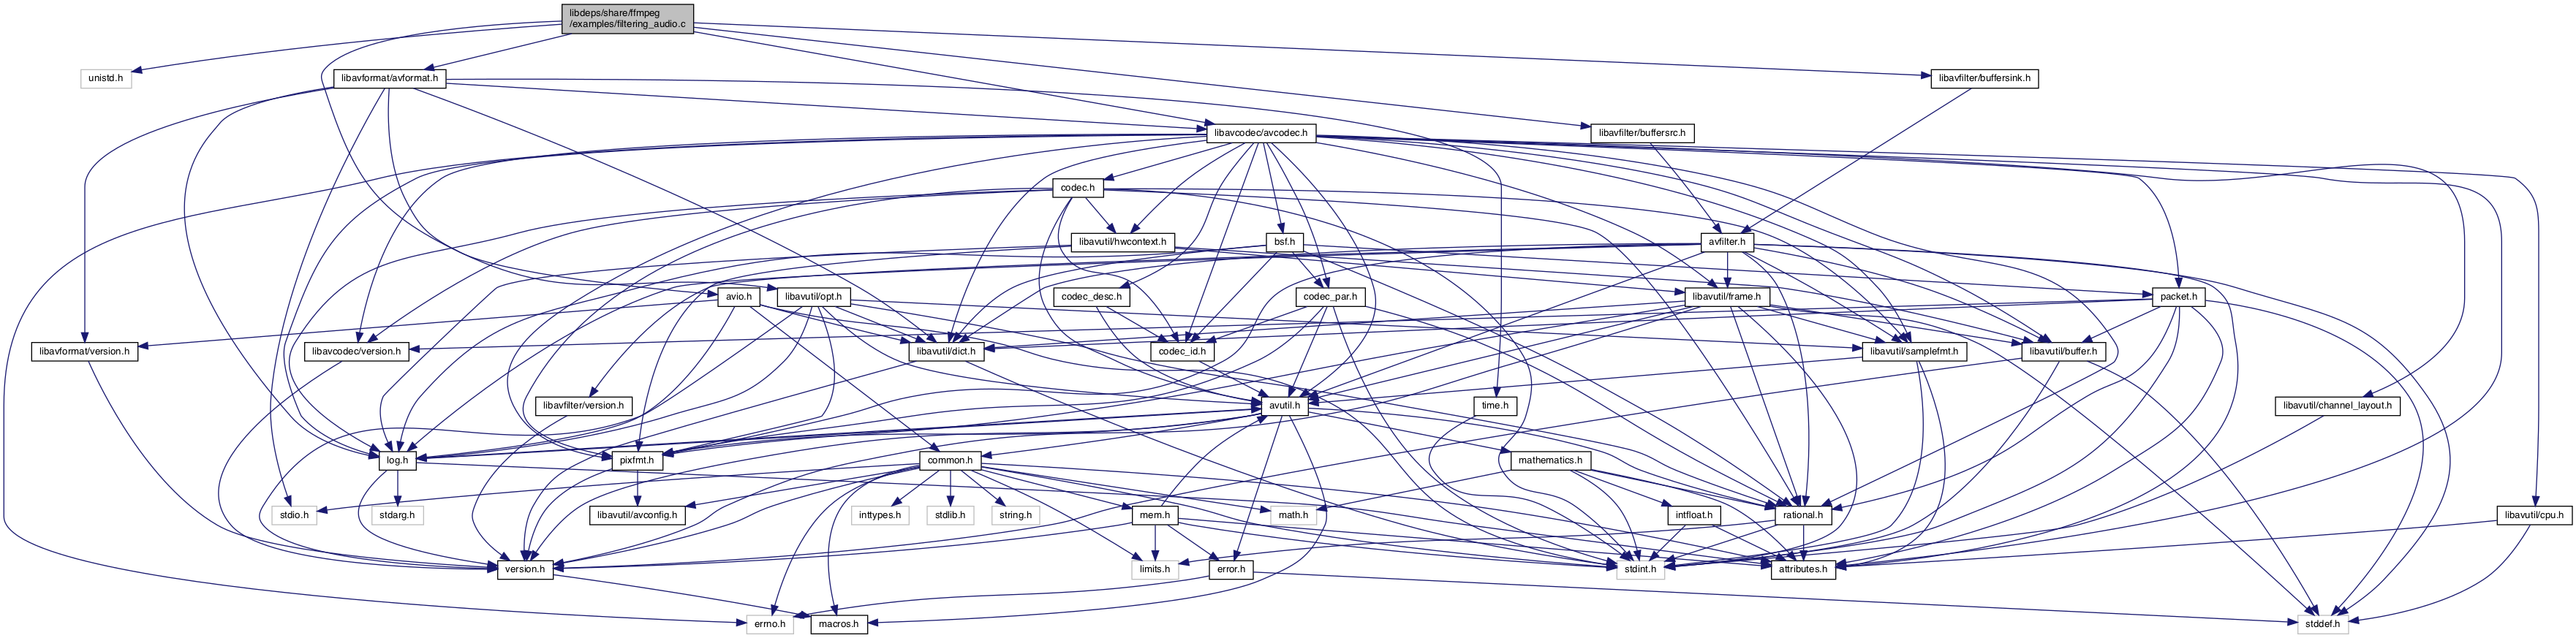 libdeps/share/ffmpeg
/examples/filtering_audio.c
unistd.h
libavformat/avformat.h
libavfilter/buffersink.h
libavcodec/avcodec.h
libavfilter/buffersrc.h
codec.h
libavutil/hwcontext.h
bsf.h
avfilter.h
avio.h
libavutil/opt.h
codec_desc.h
codec_par.h
libavutil/frame.h
packet.h
libavformat/version.h
libavcodec/version.h
libavutil/dict.h
codec_id.h
libavutil/samplefmt.h
libavutil/buffer.h
libavfilter/version.h
avutil.h
time.h
libavutil/channel_layout.h
log.h
pixfmt.h
common.h
mathematics.h
stdio.h
stdarg.h
libavutil/avconfig.h
inttypes.h
stdlib.h
string.h
mem.h
math.h
intfloat.h
rational.h
libavutil/cpu.h
version.h
limits.h
error.h
stdint.h
attributes.h
errno.h
macros.h
stddef.h